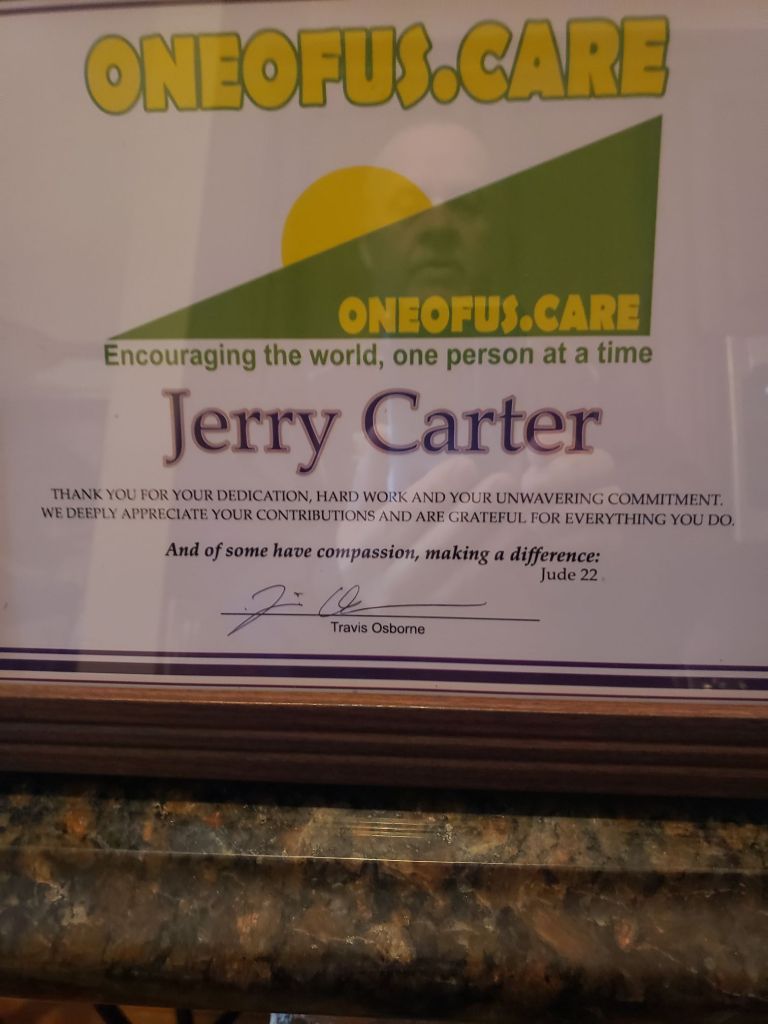 ONEOFUS.CARE
ONEOFUS.CARE
Encouraging the world, one person at a time
Jerry Carter
THANK YOU FOR YOUR DEDICATION, HARD WORK AND YOUR UNWAVERING COMMITMENT.
WE DEEPLY APPRECIATE YOUR CONTRIBUTIONS AND ARE GRATEFUL FOR EVERYTHING YOU DO.
And of some have compassion, making a difference:
Jude 22
Travis Osborne